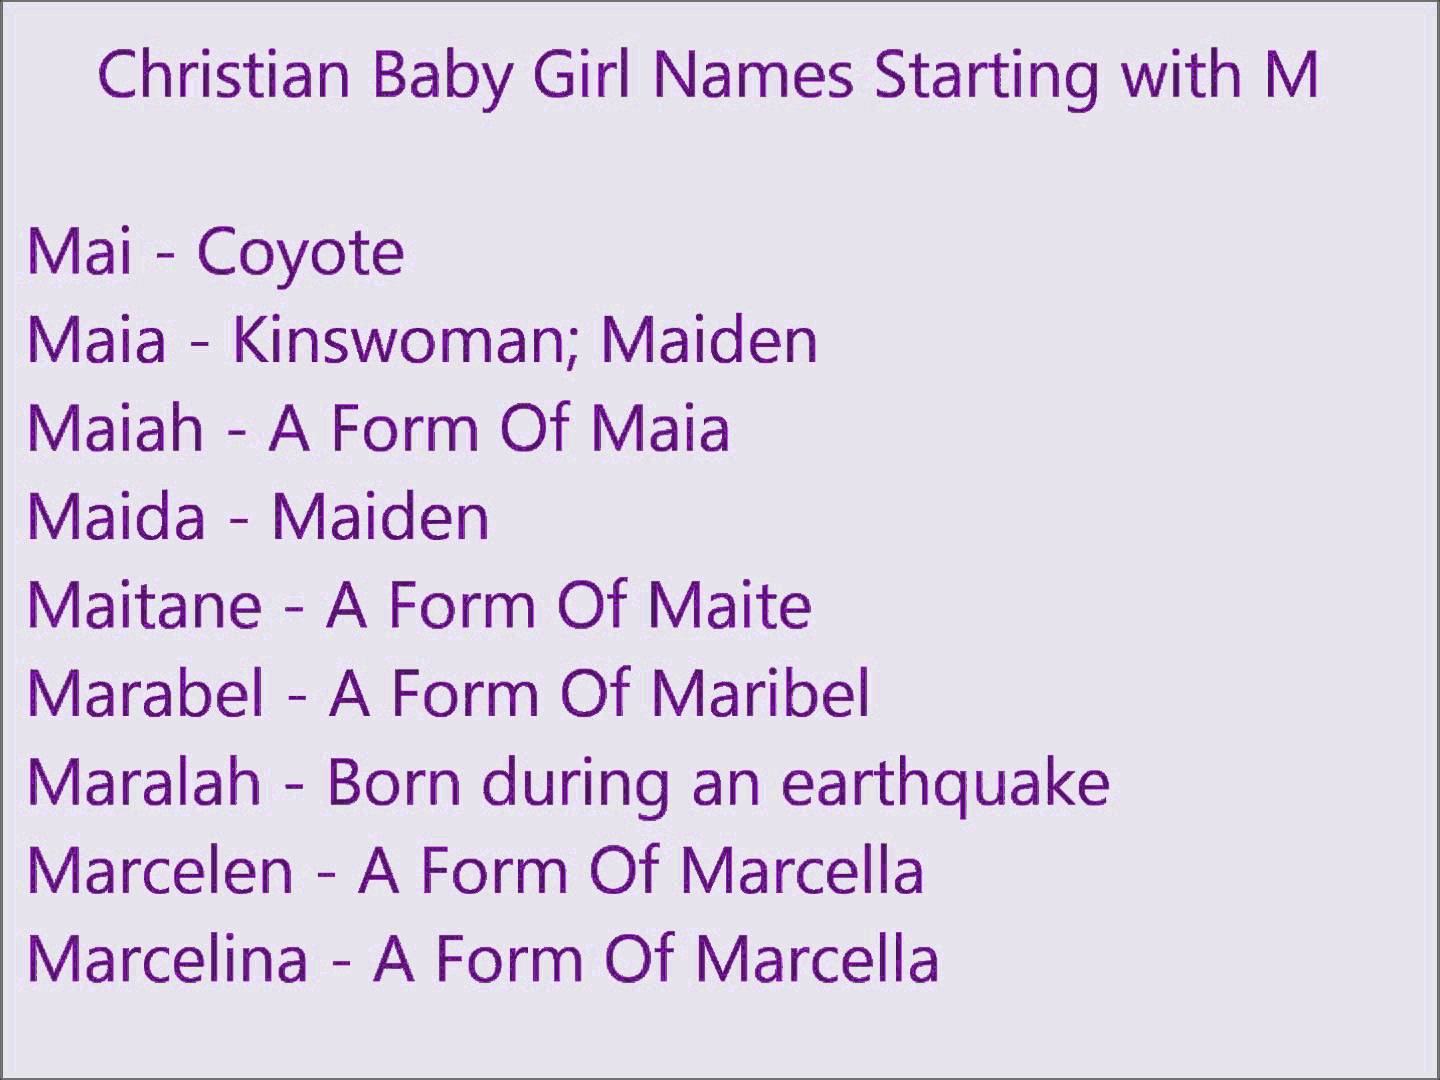 Christian Baby Girl Names Starting with M
Mai - Coyote
Maia - Kinswoman; Maiden
Maiah - A Form Of Maia
Maida - Maiden
Maitane - A Form Of Maite
Marabel - A Form Of Maribel
Maralah - Born during an earthquake
Marcelen - A Form Of Marcella
Marcelina - A Form Of Marcella